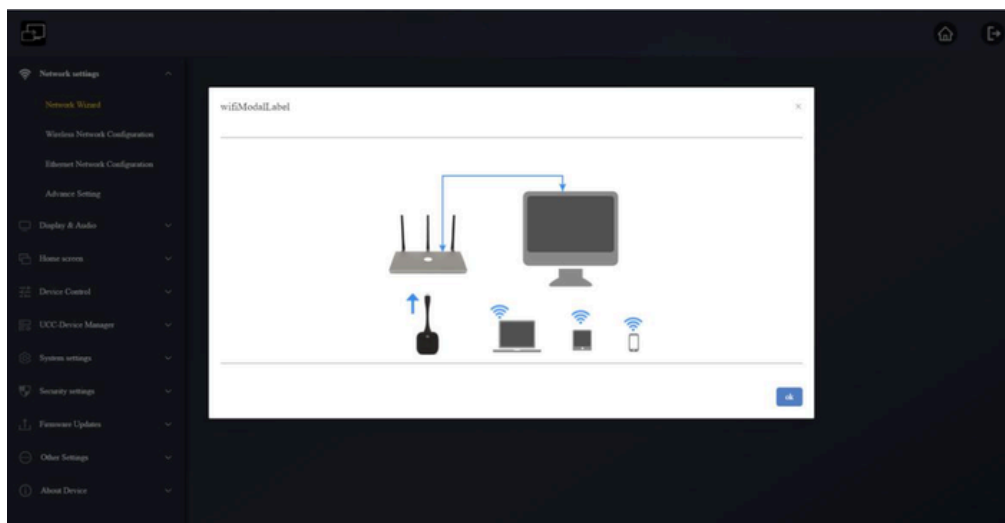 Network settings
Network Wizard
Wireless Network Configuration
Ethernet Network Configuration
Advance Setting
Display & Audio
Home screen
Device Control
UCC-Device Manager
System settings
Security settings
Firmware Updates
Other Settings
About Device
wifiModalLabel
ok